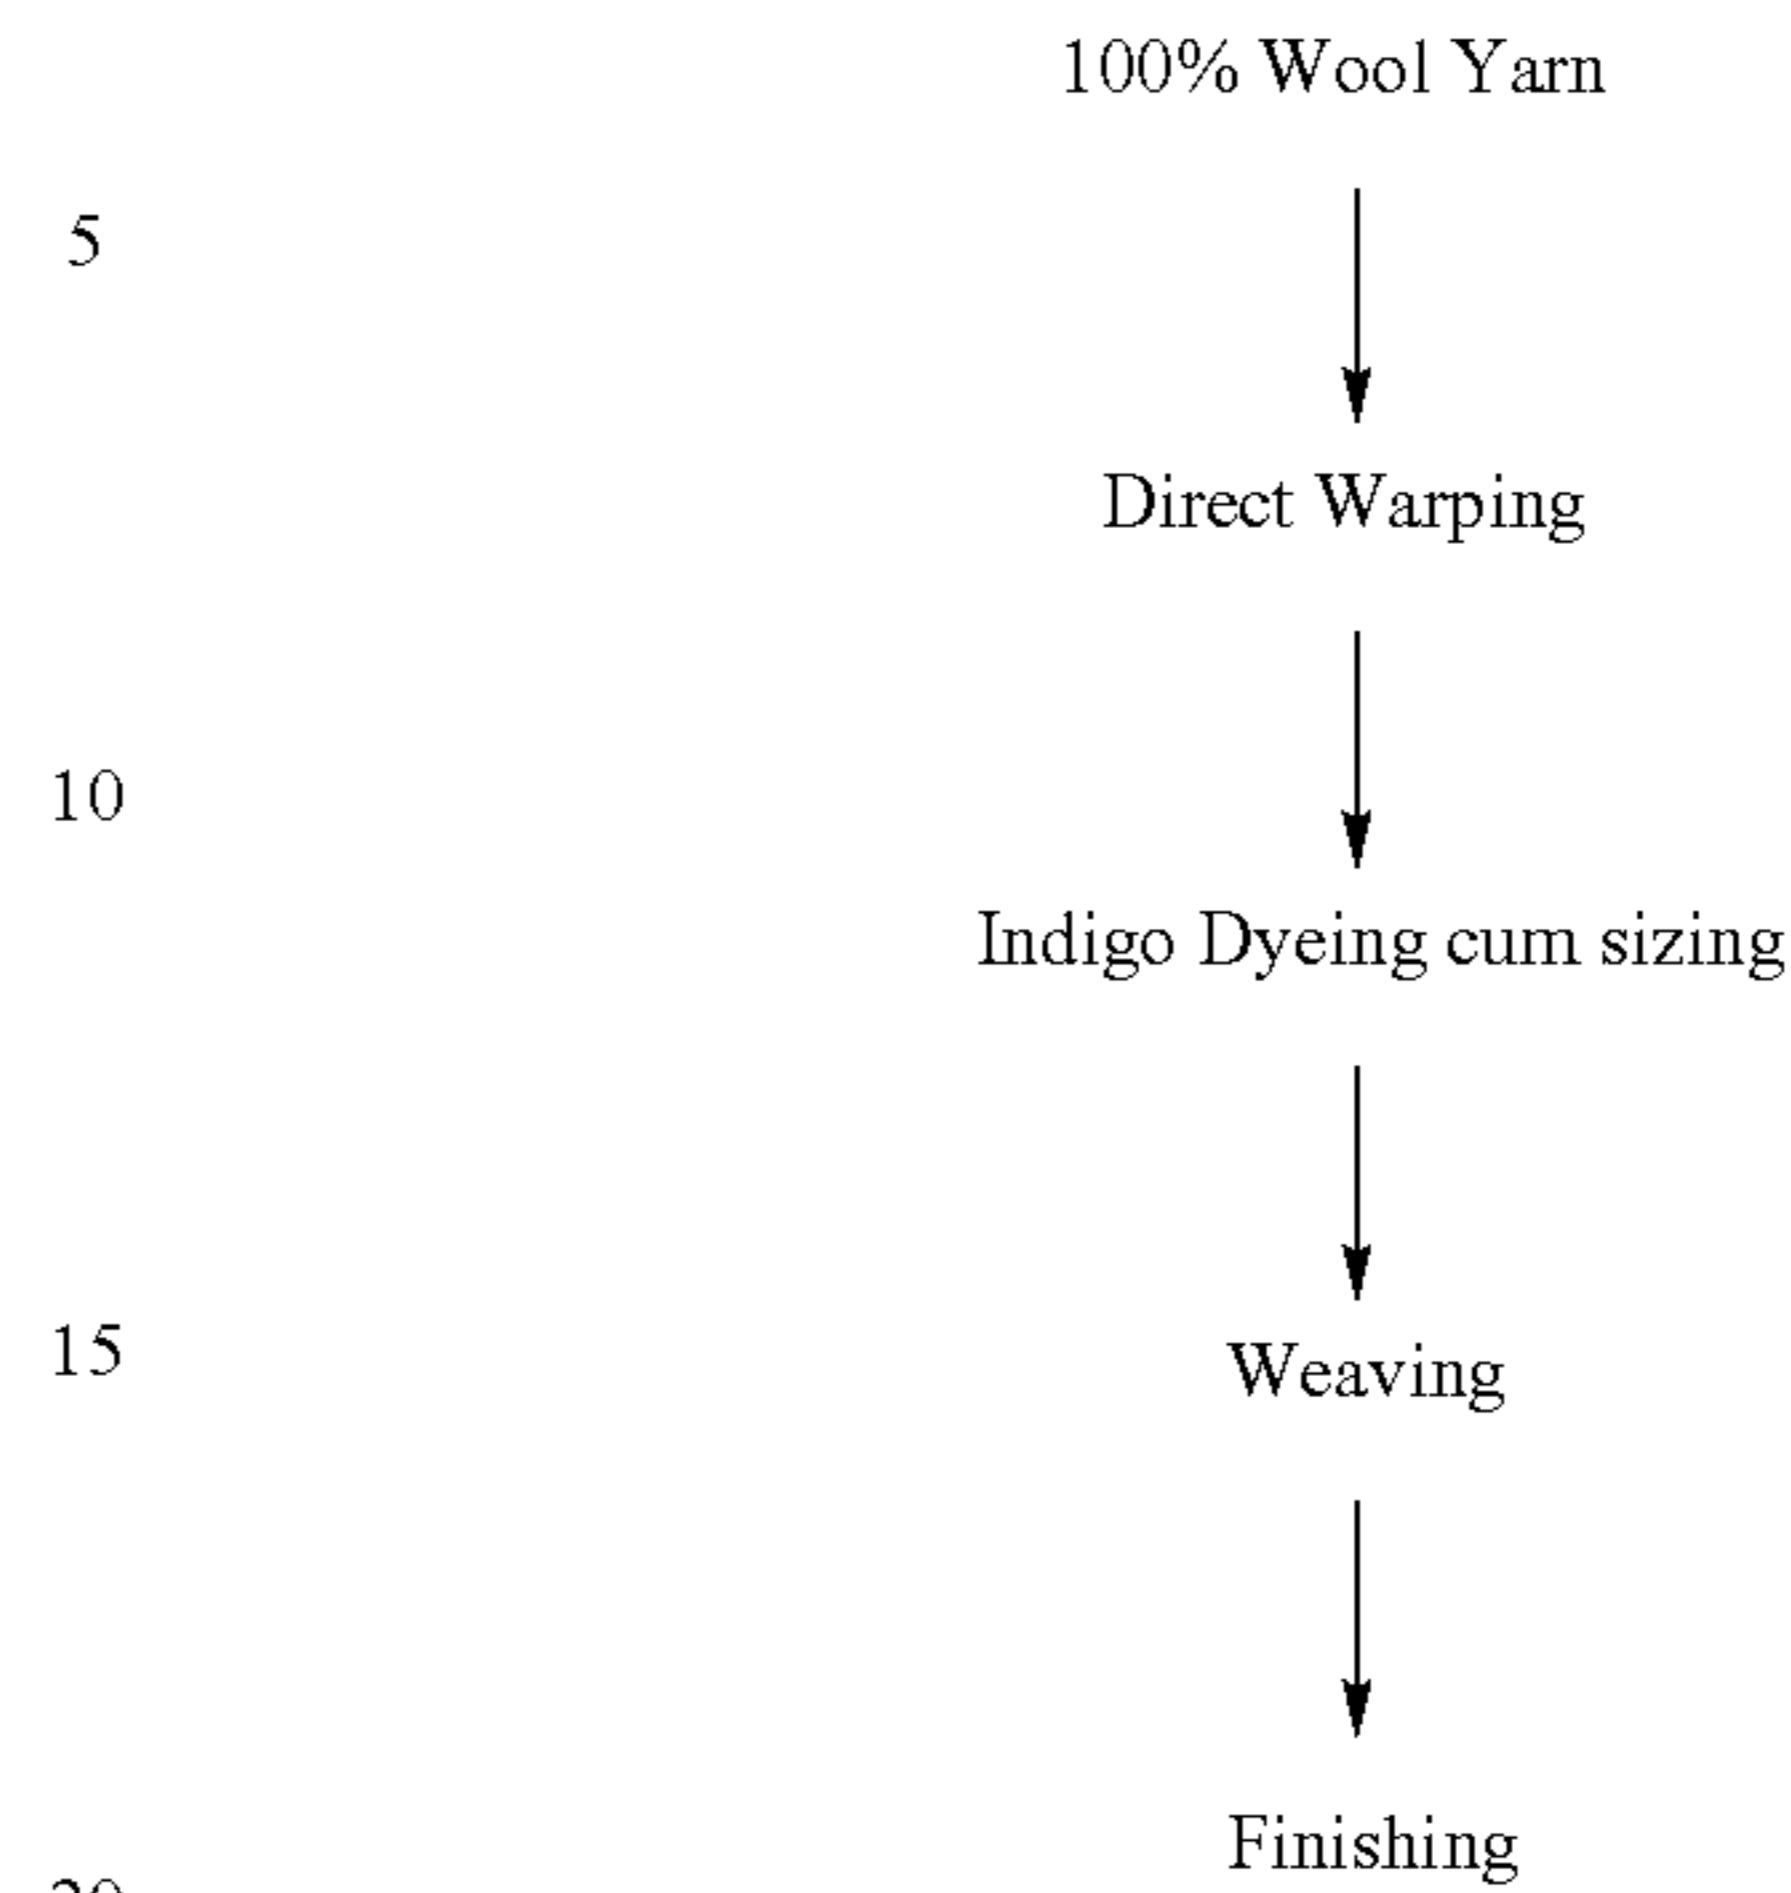 100% Wool Yarn
5
Direct Warping
10
Indigo Dyeing cum sizing
15
Weaving
Finishing